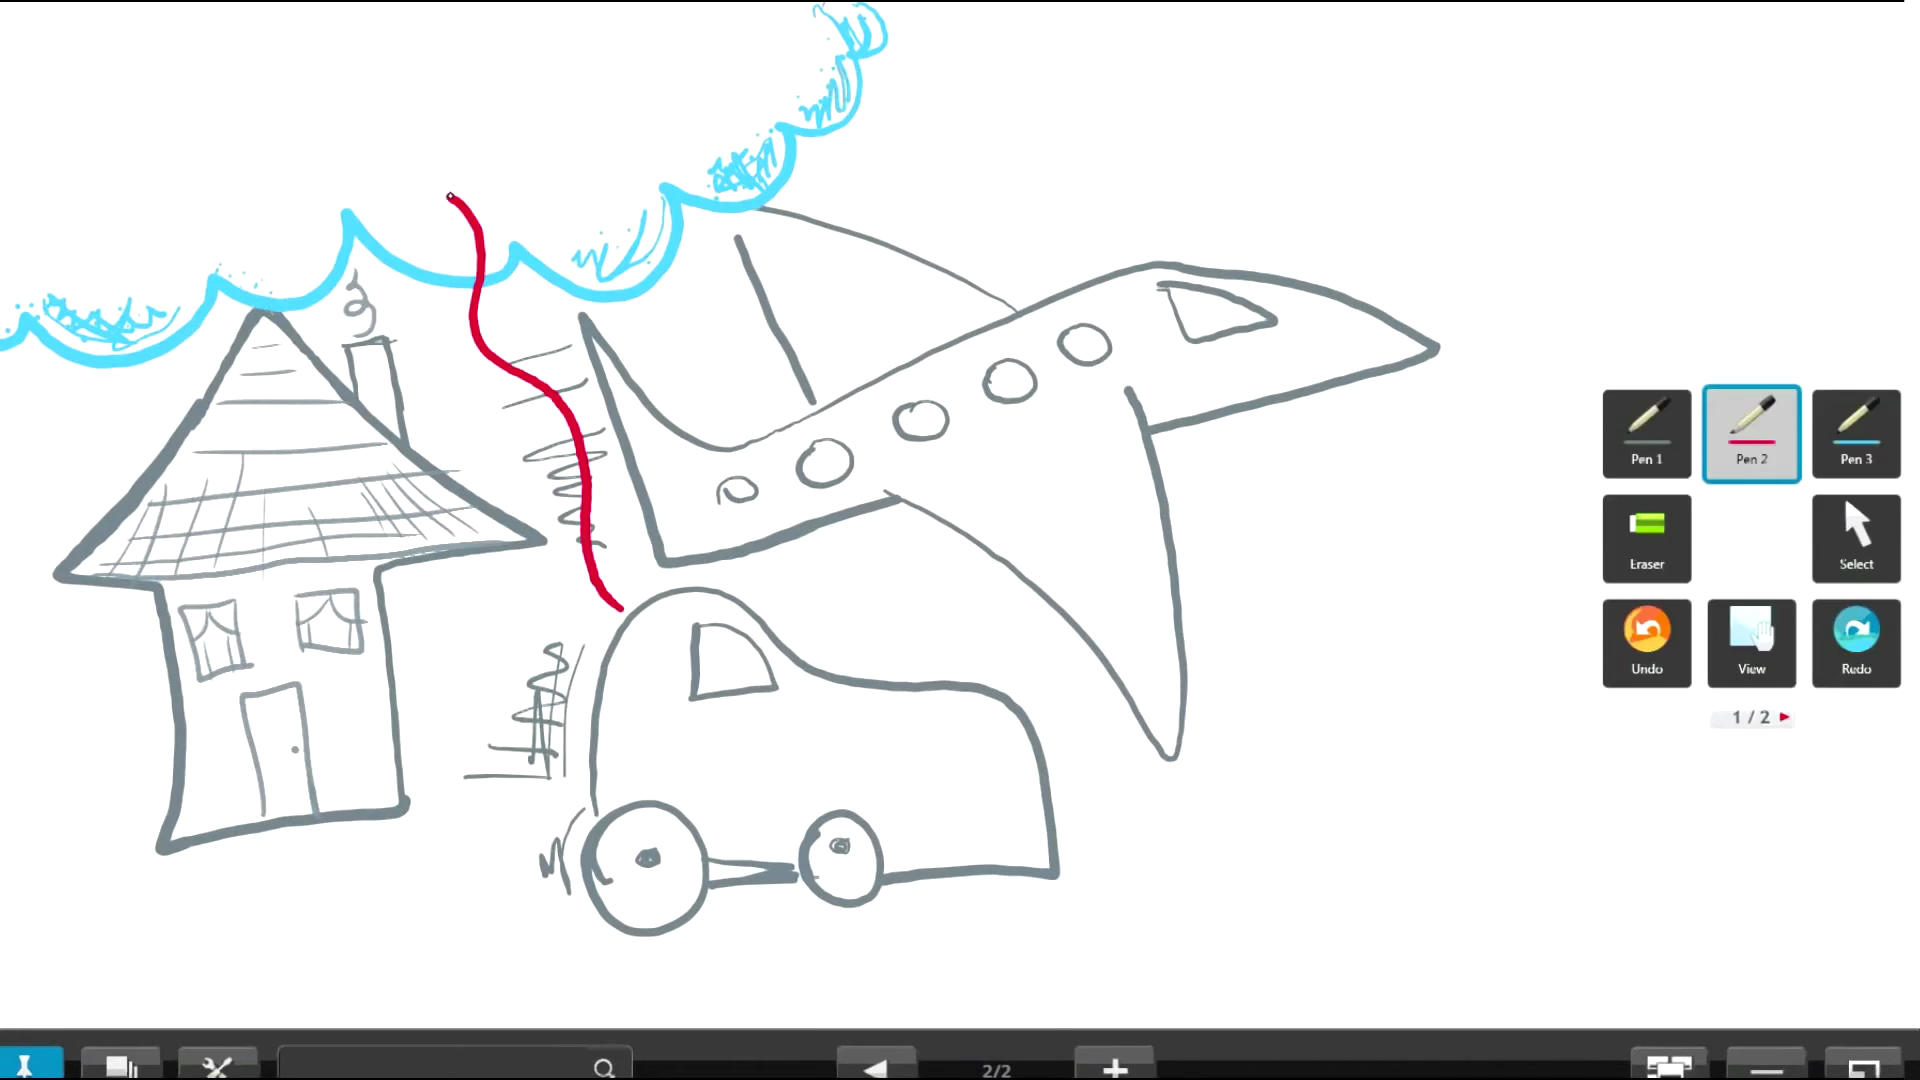 Pen 1
Pen 2
Pen 3
Eraser
Select
Undo
View
Redo
1 / 2
2/2